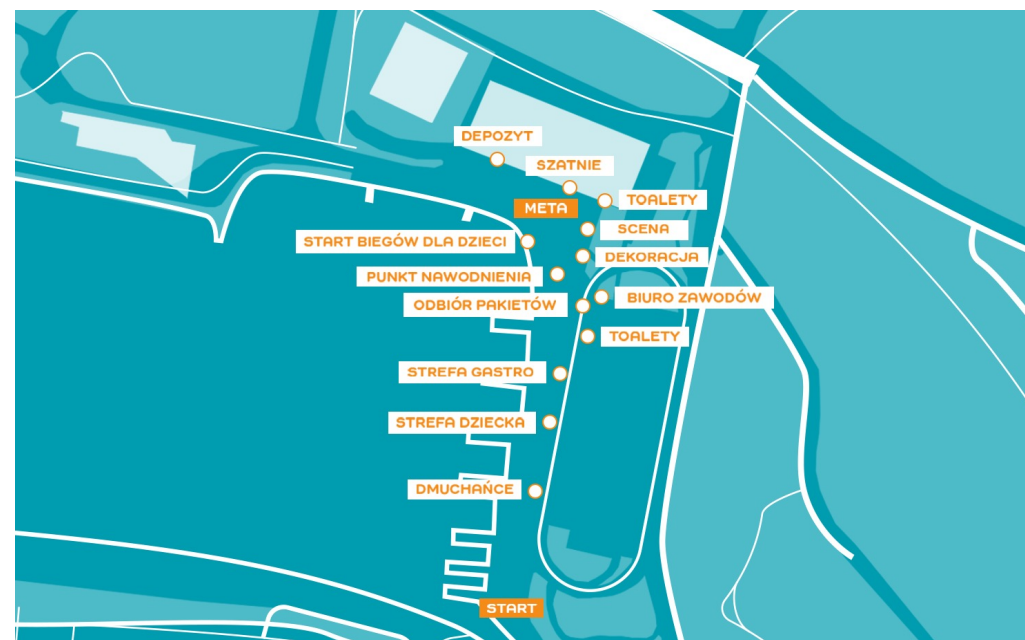 DEPOZYT
SZATNIE
TOALETY
META
SCENA
START BIEGÓW DLA DZIECI
DEKORACJA
PUNKT NAWODNIENIA
BIURO ZAWODÓW
ODBIÓR PAKIETÓW
TOALETY
STREFA GASTRO
STREFA DZIECKA
DMUCHAŃCE
START